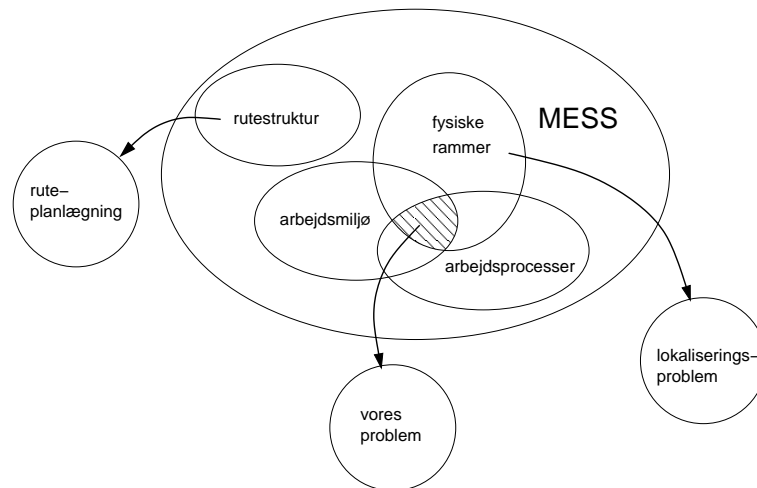 rutestruktur
fysiske
rammer
MESS
rute–
planlægning
arbejdsmiljø
arbejdsprocesser
lokaliserings–
problem
vores
problem